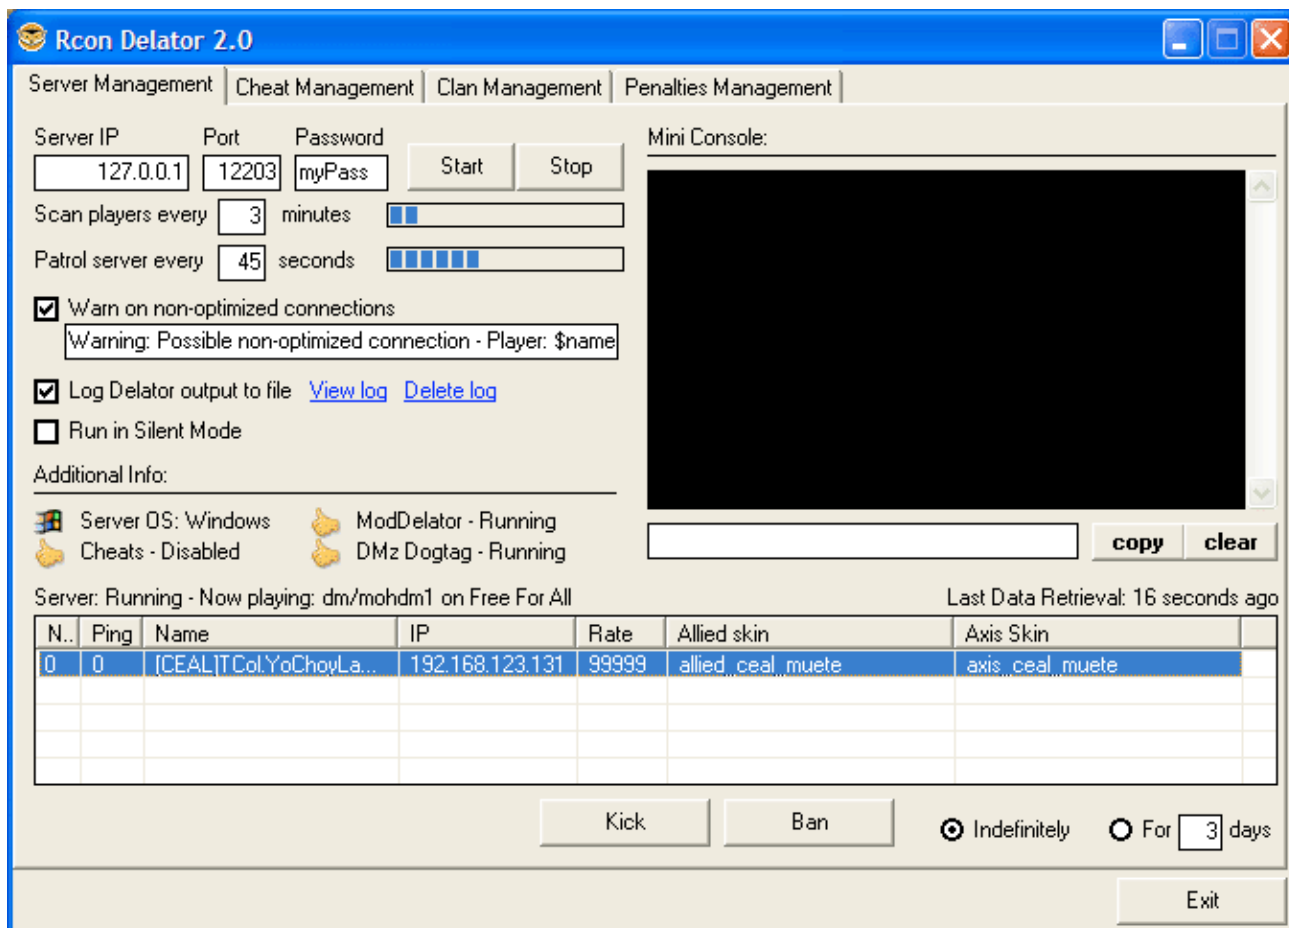 Rcon Delator 2.0
Server Management Cheat Management Clan Management Penalties Management
Server IP Port Password
127.0.0.1 12203 myPass Start Stop
Scan players every 3 minutes
Patrol server every 45 seconds
Warn on non-optimized connections
Warning: Possible non-optimized connection - Player: $name
Log Delator output to file View log Delete log
Run in Silent Mode
Additional Info:
Server OS: Windows ModDelator - Running
Cheats - Disabled DMz Dogtag - Running
Mini Console:
copy clear
Server: Running - Now playing: dm/mohdm1 on Free For All Last Data Retrieval: 16 seconds ago
N.. Ping Name IP Rate Allied skin Axis Skin
0 0 [CEAL]TCol.YoChoyLa... 192.168.123.131 99999 allied_ceal_muete axis_ceal_muete
Kick Ban Indefinitely For 3 days
Exit